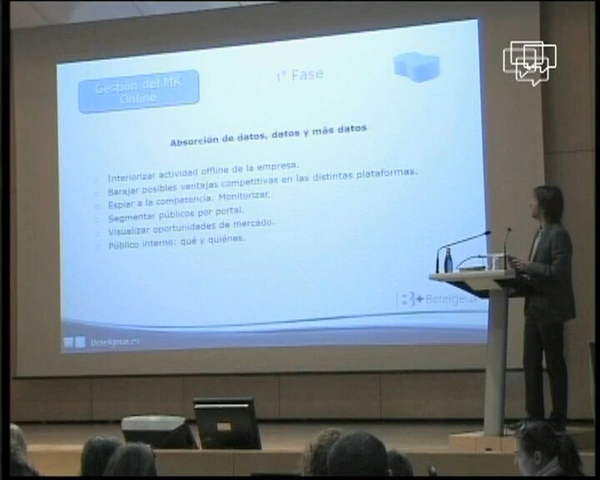 Gestión del MK
Online
1ª Fase
Absorción de datos, datos y más datos
Interiorizar actividad offline de la empresa.
Barajar posibles ventajas competitivas en las distintas plataformas.
Espiar a la competencia. Monitorizar.
Segmentar públicos por portal.
Visualizar oportunidades de mercado.
Público interno: qué y quiénes.
Betelgeux
Betelgeux.es